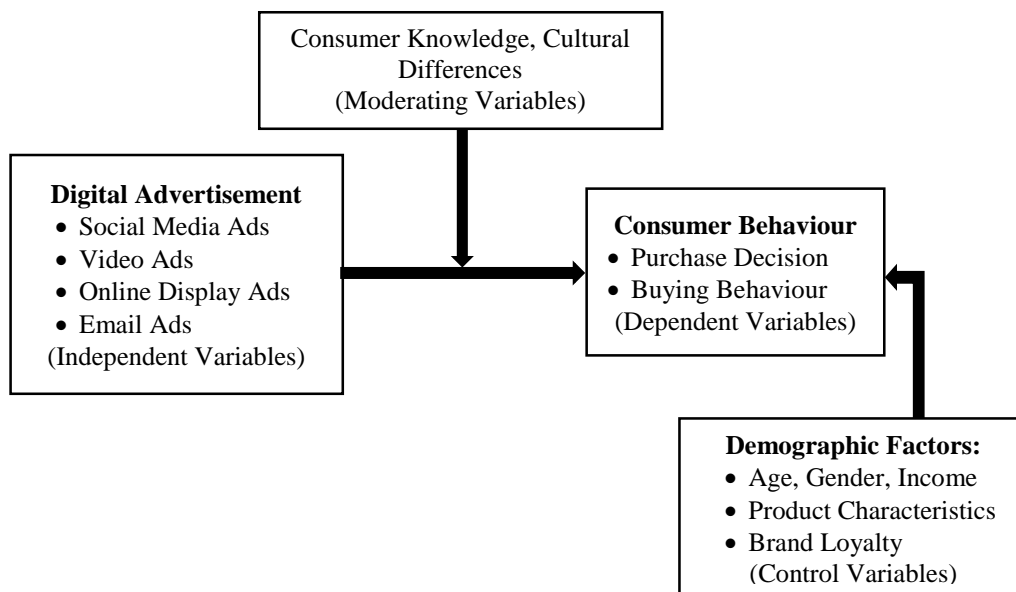 Consumer Knowledge, Cultural
Differences
(Moderating Variables)
Digital Advertisement
• Social Media Ads
• Video Ads
• Online Display Ads
• Email Ads
(Independent Variables)
Consumer Behaviour
• Purchase Decision
• Buying Behaviour
(Dependent Variables)
Demographic Factors:
• Age, Gender, Income
• Product Characteristics
• Brand Loyalty
(Control Variables)